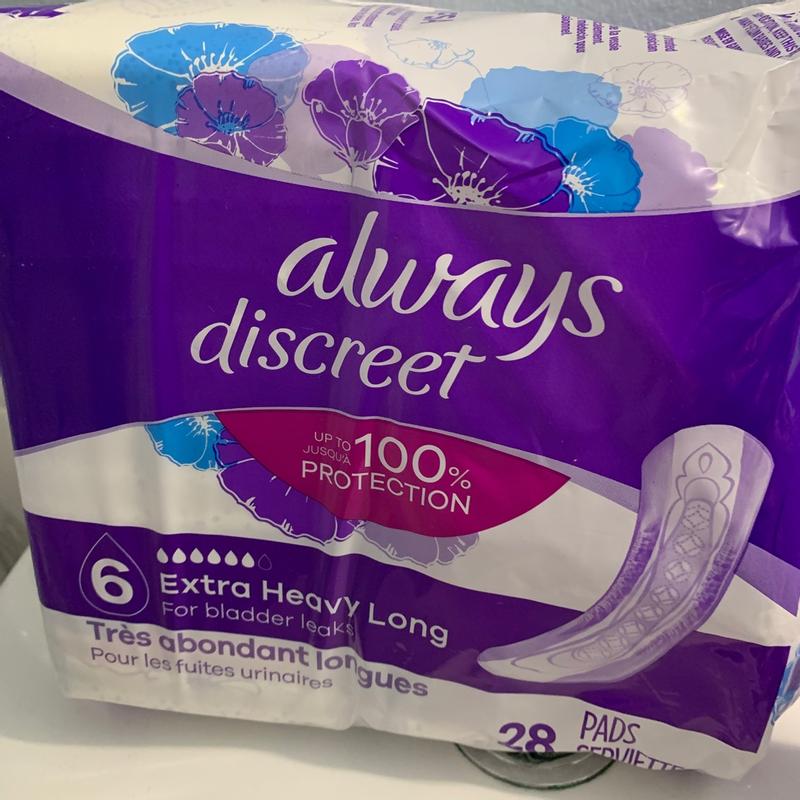 always
discreet
UP TO
JUSQU'À
100%
PROTECTION
6
Extra Heavy Long
For bladder leaks
Très abondant longues
Pour les fuites urinaires
28 PADS
SERVIETTE